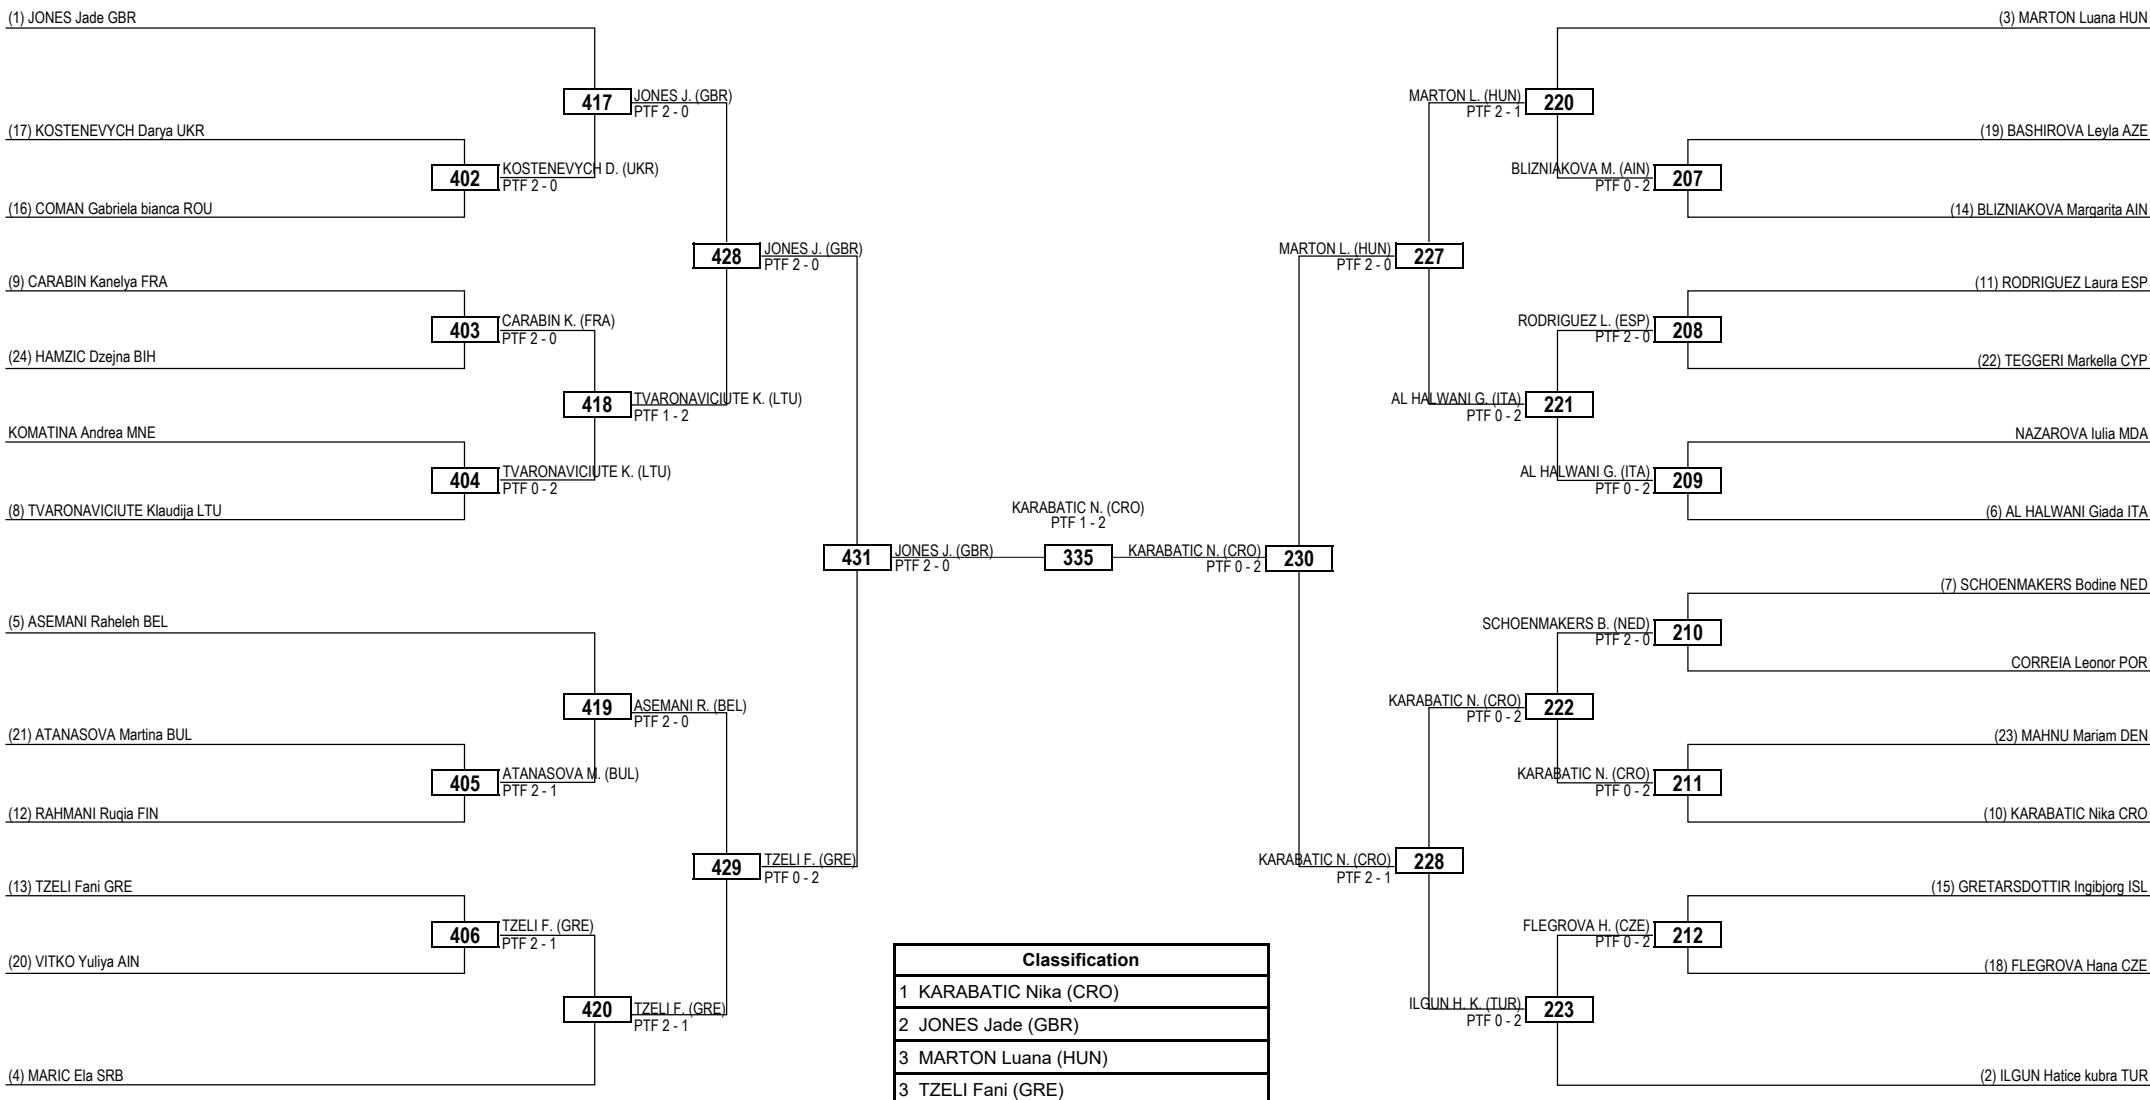 (1) JONES Jade GBR
(3) MARTON Luana HUN
417
JONES J. (GBR)
PTF 2 - 0
MARTON L. (HUN)
PTF 2 - 1
220
(17) KOSTENEVYCH Darya UKR
(19) BASHIROVA Leyla AZE
402
KOSTENEVYCH D. (UKR)
PTF 2 - 0
BLIZNIAKOVA M. (AIN)
PTF 0 - 2
207
(16) COMAN Gabriela bianca ROU
(14) BLIZNIAKOVA Margarita AIN
428
JONES J. (GBR)
PTF 2 - 0
MARTON L. (HUN)
PTF 2 - 0
227
(9) CARABIN Kanelya FRA
(11) RODRIGUEZ Laura ESP
403
CARABIN K. (FRA)
PTF 2 - 0
RODRIGUEZ L. (ESP)
PTF 2 - 0
208
(24) HAMZIC Dzejna BIH
(22) TEGGERI Markella CYP
418
TVARONAVICIUTE K. (LTU)
PTF 1 - 2
AL HALWANI G. (ITA)
PTF 0 - 2
221
KOMATINA Andrea MNE
NAZAROVA Iulia MDA
404
TVARONAVICIUTE K. (LTU)
PTF 0 - 2
AL HALWANI G. (ITA)
PTF 0 - 2
209
(8) TVARONAVICIUTE Klaudija LTU
(6) AL HALWANI Giada ITA
KARABATIC N. (CRO)
PTF 1 - 2
431
JONES J. (GBR)
PTF 2 - 0
335
KARABATIC N. (CRO)
PTF 0 - 2
230
(5) ASEMANI Raheleh BEL
(7) SCHOENMAKERS Bodine NED
SCHOENMAKERS B. (NED)
PTF 2 - 0
210
CORREIA Leonor POR
419
ASEMANI R. (BEL)
PTF 2 - 0
KARABATIC N. (CRO)
PTF 0 - 2
222
(21) ATANASOVA Martina BUL
(23) MAHNU Mariam DEN
405
ATANASOVA M. (BUL)
PTF 2 - 1
KARABATIC N. (CRO)
PTF 0 - 2
211
(12) RAHMANI Ruqia FIN
(10) KARABATIC Nika CRO
429
TZELI F. (GRE)
PTF 0 - 2
KARABATIC N. (CRO)
PTF 2 - 1
228
(13) TZELI Fani GRE
(15) GRETARSDOTTIR Ingibjorg ISL
406
TZELI F. (GRE)
PTF 2 - 1
FLEGROVA H. (CZE)
PTF 0 - 2
212
(20) VITKO Yuliya AIN
(18) FLEGROVA Hana CZE
420
TZELI F. (GRE)
PTF 2 - 1
ILGUN H. K. (TUR)
PTF 0 - 2
223
(4) MARIC Ela SRB
(2) ILGUN Hatice kubra TUR
Classification
1 KARABATIC Nika (CRO)
2 JONES Jade (GBR)
3 MARTON Luana (HUN)
3 TZELI Fani (GRE)